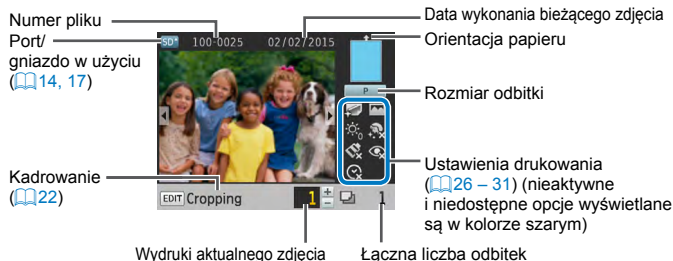 Numer pliku
Port/
gniazdo w użyciu
(14, 17)
Kadrowanie
(22)
SD
100-0025
02/02/2015
P
EDIT Cropping
1
+
-
1
Data wykonania bieżącego zdjęcia
Orientacja papieru
Rozmiar odbitki
Ustawienia drukowania
(26 – 31) (nieaktywne
i niedostępne opcje wyświetlane
są w kolorze szarym)
Wydruki aktualnego zdjęcia
Łączna liczba odbitek